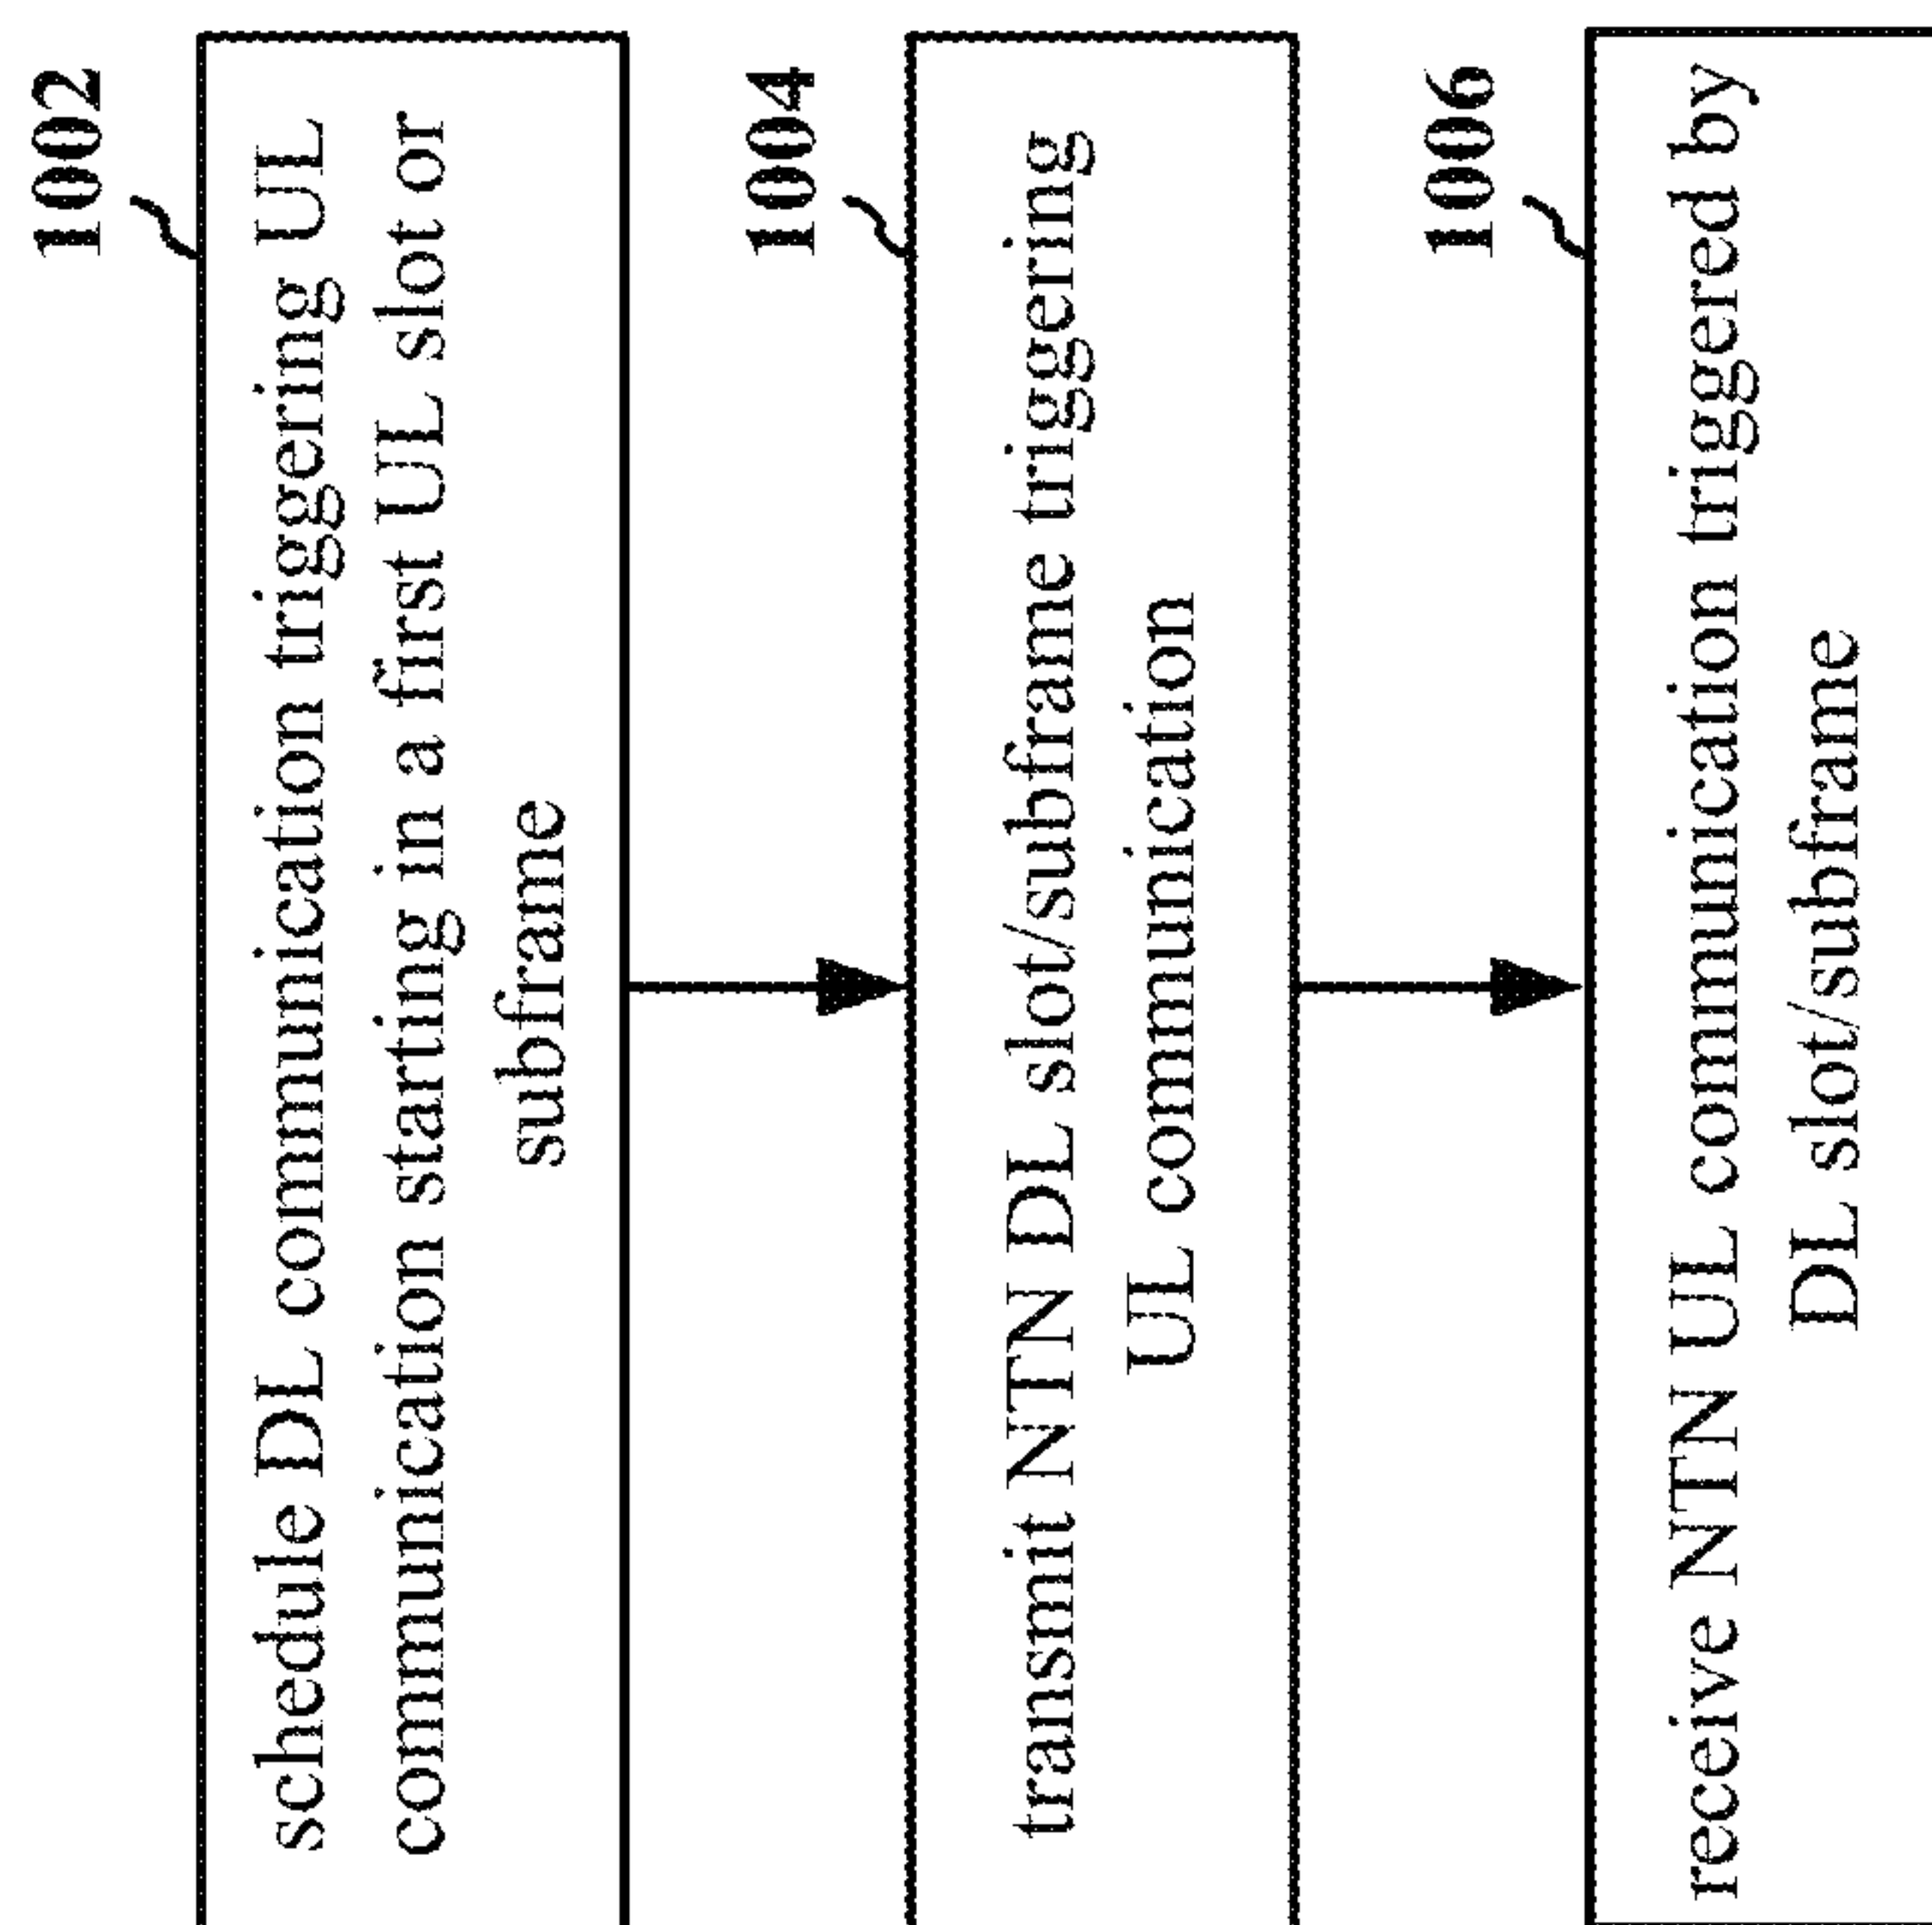 1002
schedule DL communication triggering UL
communication starting in a first UL slot or
subframe
1004
transmit NTN DL slot/subframe triggering
UL communication
1006
receive NTN UL communication triggered by
DL slot/subframe